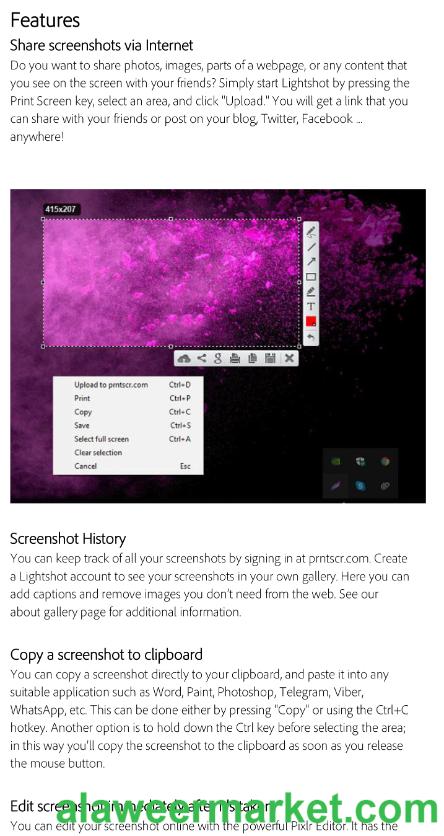 Features
Share screenshots via Internet
Do you want to share photos, images, parts of a webpage, or any content that
you see on the screen with your friends? Simply start Lightshot by pressing the
Print Screen key, select an area, and click "Upload." You will get a link that you
can share with your friends or post on your blog, Twitter, Facebook ...
anywhere!
415x207
T
Upload to prntscr.com Ctrl+D
Print Ctrl+P
Copy Ctrl+C
Save Ctrl+S
Select full screen Ctrl+A
Clear selection
Cancel Esc
Screenshot History
You can keep track of all your screenshots by signing in at prntscr.com. Create
a Lightshot account to see your screenshots in your own gallery. Here you can
add captions and remove images you don't need from the web. See our
about gallery page for additional information.
Copy a screenshot to clipboard
You can copy a screenshot directly to your clipboard, and paste it into any
suitable application such as Word, Paint, Photoshop, Telegram, Viber,
WhatsApp, etc. This can be done either by pressing "Copy" or using the Ctrl+C
hotkey. Another option is to hold down the Ctrl key before selecting the area;
in this way you'll copy the screenshot to the clipboard as soon as you release
the mouse button.
Edit screenshot immediately after it's taken
alaweermarket.com
You can edit your screenshot online with the powerful Pixlr Editor. It has the